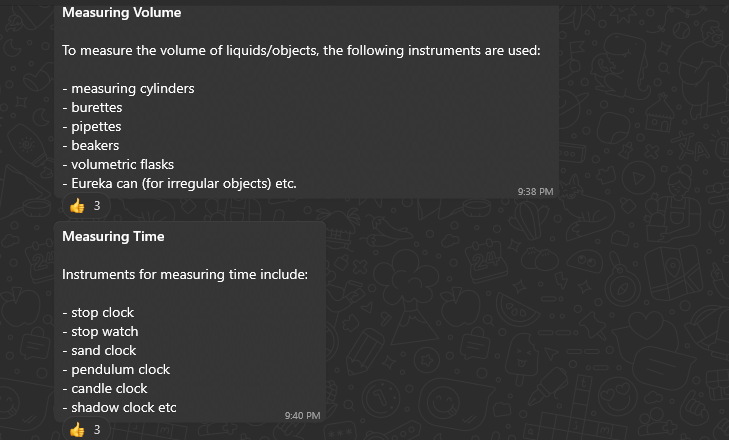 Measuring Volume
To measure the volume of liquids/objects, the following instruments are used:
- measuring cylinders
- burettes
- pipettes
- beakers
- volumetric flasks
- Eureka can (for irregular objects) etc.
9:38 PM
👍 3
Measuring Time
Instruments for measuring time include:
- stop clock
- stop watch
- sand clock
- pendulum clock
- candle clock
- shadow clock etc
9:40 PM
👍 3